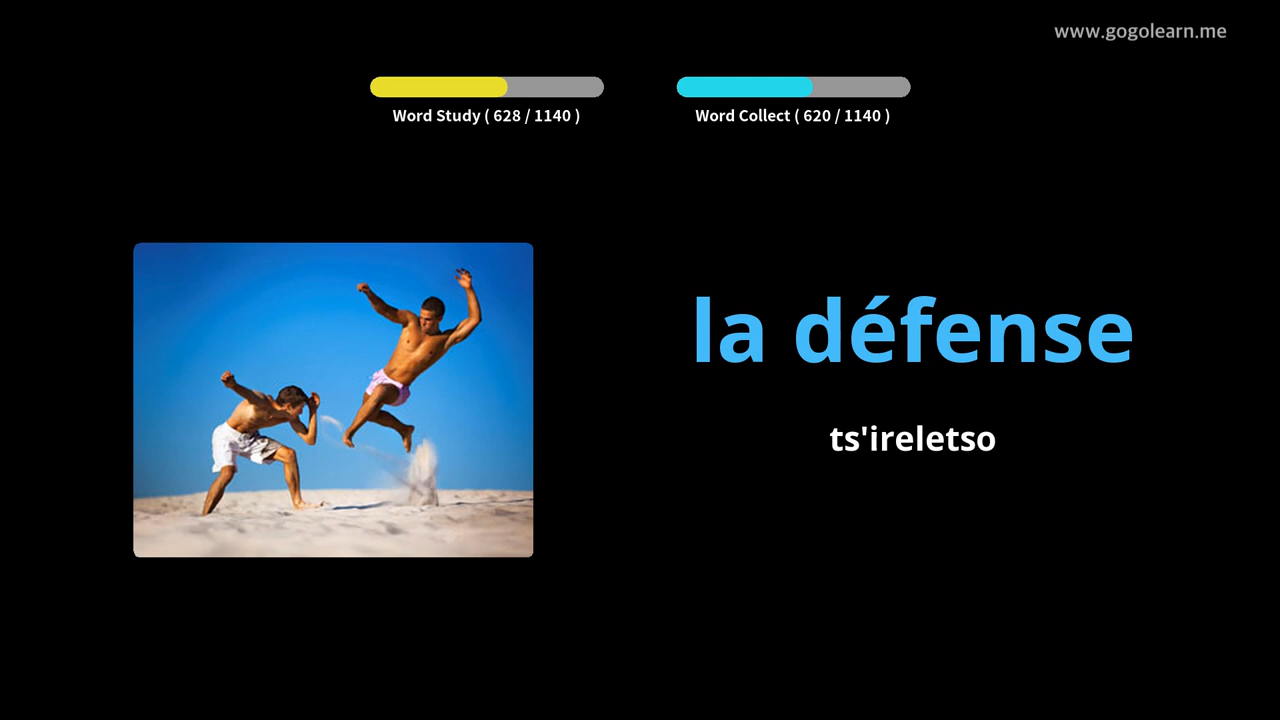 www.gogolearn.me
Word Study ( 628 / 1140 )
Word Collect ( 620 / 1140 )
la défense
ts'ireletso